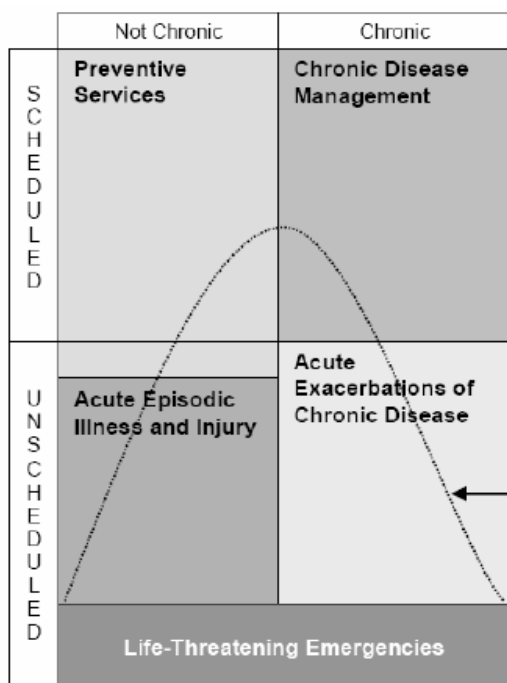 Not Chronic
Chronic
SCHEDULED
Preventive
Services
Chronic Disease
Management
UNSCHEDULED
Acute Episodic
Illness and Injury
Acute
Exacerbations of
Chronic Disease
Life-Threatening Emergencies